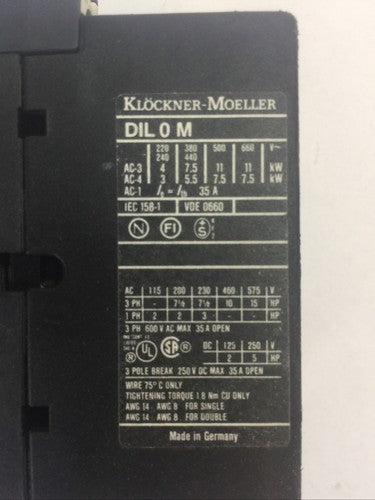 KLÖCKNER-MOELLER
DIL 0 M
- 220 240 380 440 500 660 V~
AC-3 4 7.5 11 11 kW
AC-4 3 5.5 7.5 7.5 kW
AC-1 Ie = Ith 35 A
IEC 158-1 VDE 0660
N FI S
AC 115 200 230 460 575 V
3 PH - 7½ 7½ 10 15 HP
1 PH 2 2 3 - - HP
3 PH 600 V AC MAX 35 A OPEN
UL ® SA ® DC 125 250 V
2 5 HP
3 POLE BREAK 250 V DC MAX 35 A OPEN
WIRE 75° C ONLY
TIGHTENING TORQUE 1.8 Nm CU ONLY
AWG 14 - AWG 8 FOR SINGLE
AWG 14 - AWG 8 FOR DOUBLE
Made in Germany